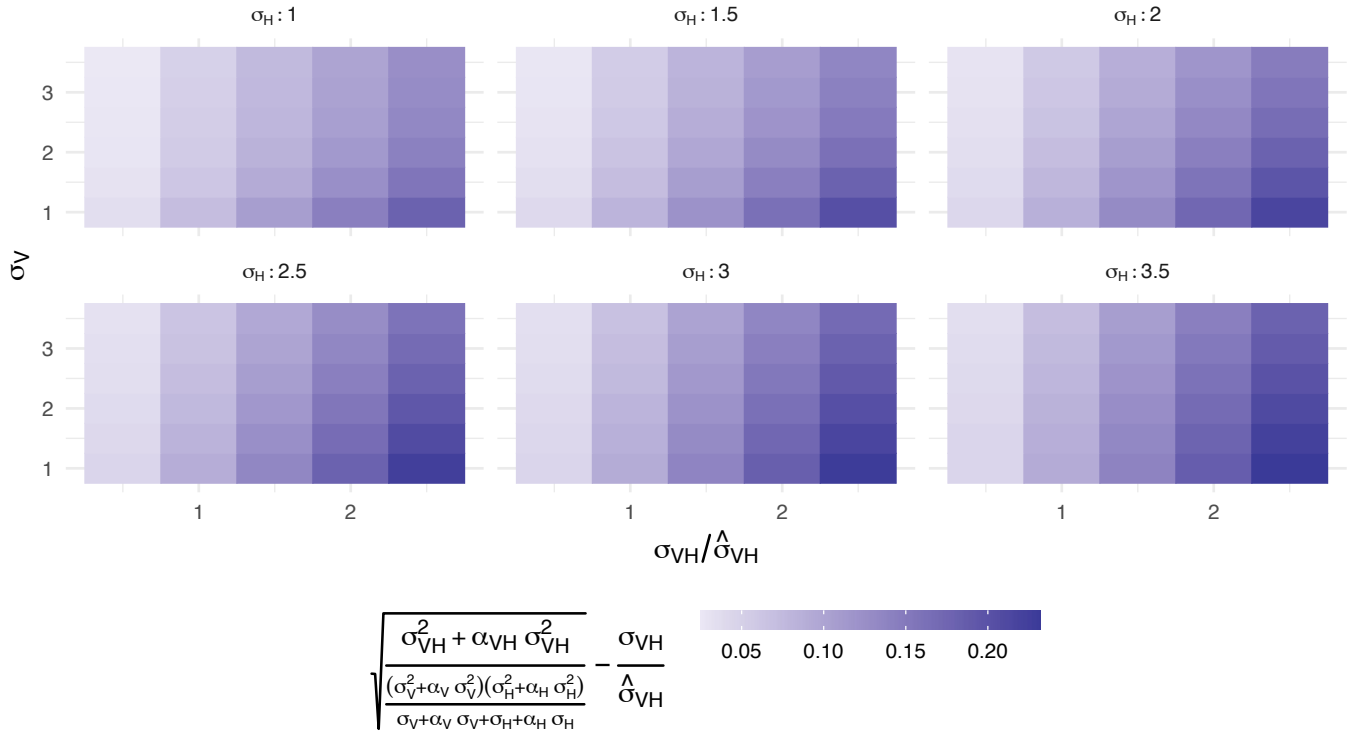 σH : 1
σH : 1.5
σH : 2
3
2
1
σV
σH : 2.5
σH : 3
σH : 3.5
3
2
1
1 2
1 2
1 2
σVH/σ̂VH
√((σ²VH + αVH σ²VH)/((σ²V+αV σ²V)(σ²H+αH σ²H)/(σV+αV σV+σH+αH σH))) − σVH/σ̂VH
0.05 0.10 0.15 0.20